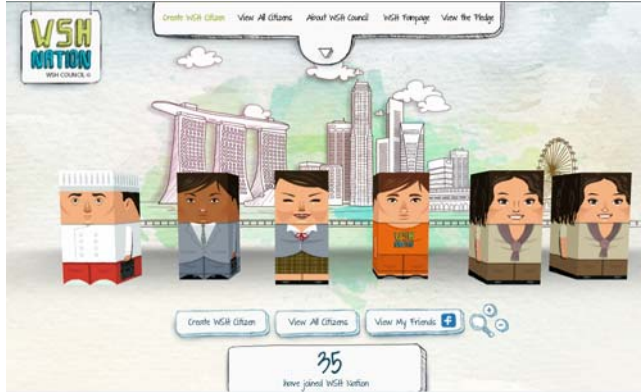 Create WSH Citizen View All Citizens About WSH Council WSH Fanpage View the Pledge
WSH
NATION
WSH COUNCIL ©
WSH
NATION
Create WSH Citizen View All Citizens View My Friends f
35
have joined WSH Nation